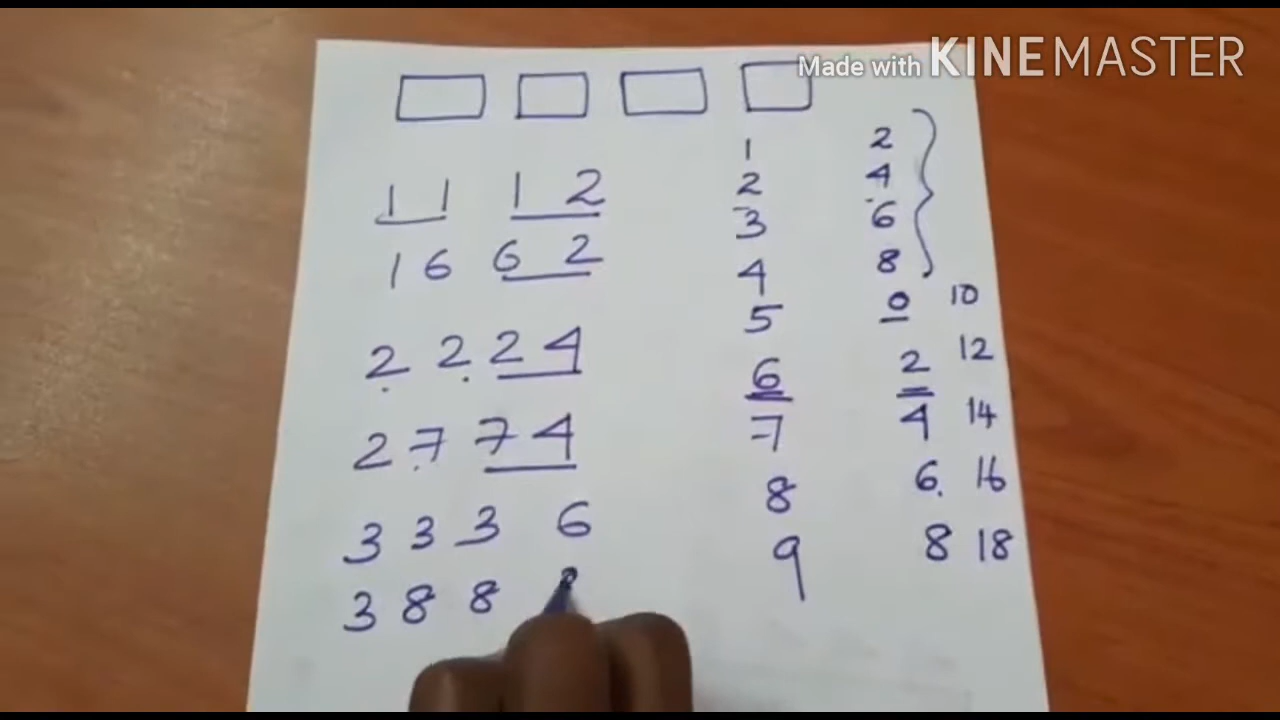 Made with KINEMASTER
1 1 1 2
1 6 6 2
2 2 2 4
2 7 7 4
3 3 3 6
3 8 8
1 2
2 4
3 6
4 8
5 0 10
6 2 12
7 4 14
8 6. 16
9 8 18